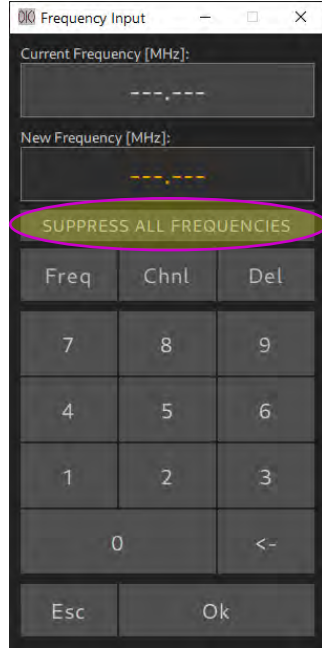 Frequency Input
Current Frequency [MHz]:
---.---
New Frequency [MHz]:
---.---
SUPPRESS ALL FREQUENCIES
Freq Chnl Del
7 8 9
4 5 6
1 2 3
0 <-
Esc Ok